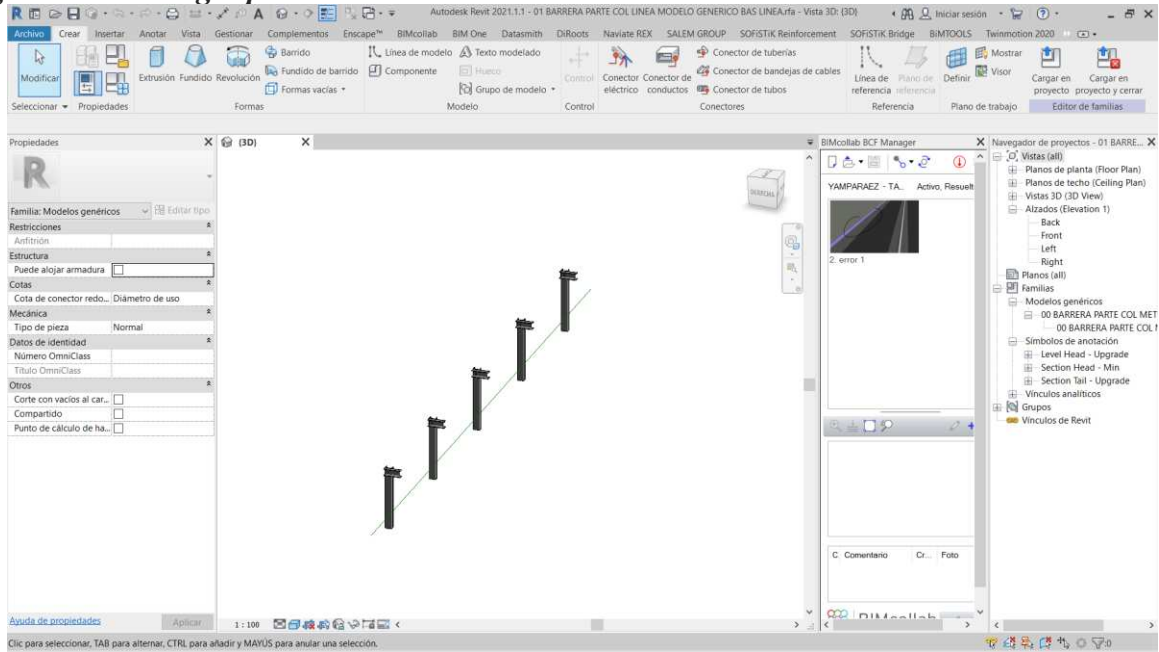 Autodesk Revit 2021.1.1 - 01 BARRERA PARTE COL LINEA MODELO GENERICO BAS LINEA.rfa - Vista 3D: {3D}
Iniciar sesión
Archivo Crear Insertar Anotar Vista Gestionar Complementos Enscape™ BIMcollab BIM One Datasmith DiRoots Naviate REX SALEM GROUP SOFiSTiK Reinforcement SOFiSTiK Bridge BiMTOOLS Twinmotion 2020
Modificar
Extrusión Fundido Revolución
Barrido
Fundido de barrido
Formas vacías
Línea de modelo
Componente
Texto modelado
Hueco
Grupo de modelo
Control
Conector eléctrico
Conector de conductos
Conector de tuberías
Conector de bandejas de cables
Conector de tubos
Línea de referencia
Plano de referencia
Definir
Mostrar
Visor
Cargar en proyecto
Cargar en proyecto y cerrar
Seleccionar Propiedades Formas Modelo Control Conectores Referencia Plano de trabajo Editor de familias
Propiedades
Familia: Modelos genéricos
Editar tipo
Restricciones
Anfitrión
Estructura
Puede alojar armadura
Cotas
Cota de conector redo... Diámetro de uso
Mecánica
Tipo de pieza Normal
Datos de identidad
Número OmniClass
Título OmniClass
Otros
Corte con vacíos al car...
Compartido
Punto de cálculo de ha...
Ayuda de propiedades
Aplicar
{3D}
DERECHA
1 : 100
BIMcollab BCF Manager
YAMPARAEZ - TA... Activo, Resuelt
2. error 1
C Comentario Cr... Foto
BIMcollab
Navegador de proyectos - 01 BARRE...
Vistas (all)
Planos de planta (Floor Plan)
Planos de techo (Ceiling Plan)
Vistas 3D (3D View)
Alzados (Elevation 1)
Back
Front
Left
Right
Planos (all)
Familias
Modelos genéricos
00 BARRERA PARTE COL MET
00 BARRERA PARTE COL
Símbolos de anotación
Level Head - Upgrade
Section Head - Min
Section Tail - Upgrade
Vínculos analíticos
Grupos
Vínculos de Revit
Clic para seleccionar, TAB para alternar, CTRL para añadir y MAYÚS para anular una selección.
:0